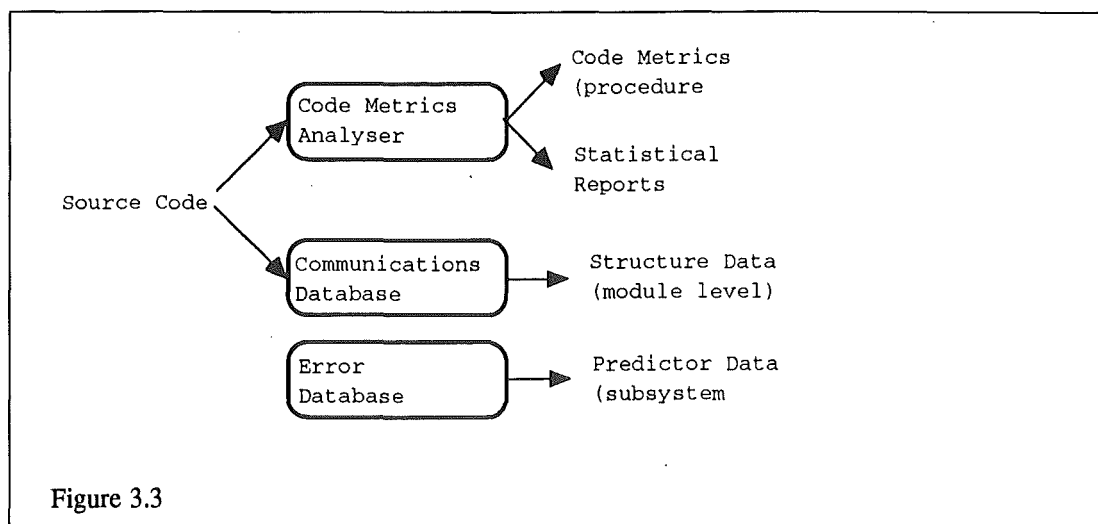 Code Metrics
(procedure
Code Metrics
Analyser
Statistical
Reports
Source Code
Communications
Database
Structure Data
(module level)
Error
Database
Predictor Data
(subsystem
Figure 3.3